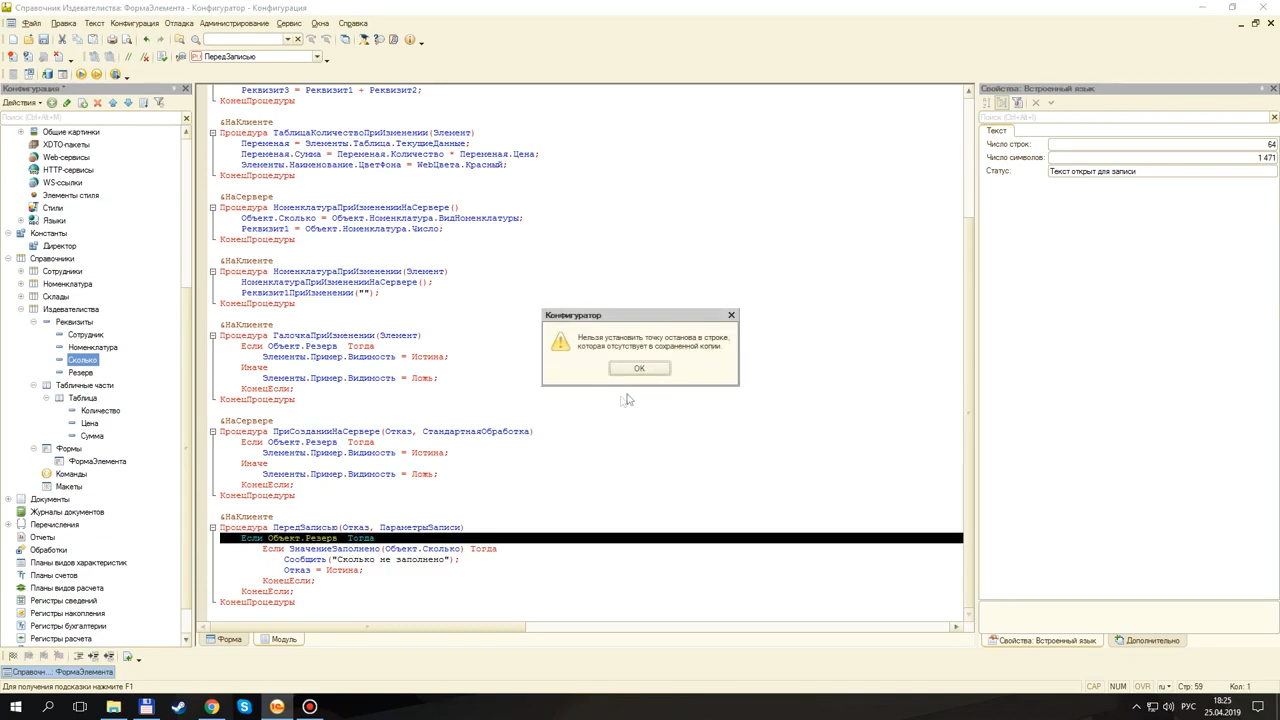 Справочник Издевательства: ФормаЭлемента - Конфигуратор - Конфигурация
Файл Правка Текст Конфигурация Отладка Администрирование Сервис Окна Справка
ПередЗаписью
Конфигурация *
Действия
Поиск (Ctrl+Alt+M)
Общие картинки
XDTO-пакеты
Web-сервисы
HTTP-сервисы
WS-ссылки
Элементы стиля
Стили
Языки
Константы
Директор
Справочники
Сотрудники
Номенклатура
Склады
Издевателства
Реквизиты
Сотрудник
Номенклатура
Сколько
Резерв
Табличные части
Таблица
Количество
Цена
Сумма
Формы
ФормаЭлемента
Команды
Макеты
Документы
Журналы документов
Перечисления
Отчеты
Обработки
Планы видов характеристик
Планы счетов
Планы видов расчета
Регистры сведений
Регистры накопления
Регистры бухгалтерии
Регистры расчета
Реквизит3 = Реквизит1 + Реквизит2;
КонецПроцедуры
&НаКлиенте
Процедура ТаблицаКоличествоПриИзменении(Элемент)
Переменая = Элементы.Таблица.ТекущиеДанные;
Переменая.Сумма = Переменая.Количество * Переменая.Цена;
Элементы.Наименование.ЦветФона = WebЦвета.Красный;
КонецПроцедуры
&НаСервере
Процедура НоменклатураПриИзмененииНаСервере()
Объект.Сколько = Объект.Номенклатура.ВидНоменклатуры;
Реквизит1 = Объект.Номенклатура.Число;
КонецПроцедуры
&НаКлиенте
Процедура НоменклатураПриИзменении(Элемент)
НоменклатураПриИзмененииНаСервере();
Реквизит1ПриИзменении("");
КонецПроцедуры
&НаКлиенте
Процедура ГалочкаПриИзменении(Элемент)
Если Объект.Резерв Тогда
Элементы.Пример.Видимость = Истина;
Иначе
Элементы.Пример.Видимость = Ложь;
КонецЕсли;
КонецПроцедуры
&НаСервере
Процедура ПриСозданииНаСервере(Отказ, СтандартнаяОбработка)
Если Объект.Резерв Тогда
Элементы.Пример.Видимость = Истина;
Иначе
Элементы.Пример.Видимость = Ложь;
КонецЕсли;
КонецПроцедуры
&НаКлиенте
Процедура ПередЗаписью(Отказ, ПараметрыЗаписи)
Если Объект.Резерв Тогда
Если ЗначениеЗаполнено(Объект.Сколько) Тогда
Сообщить("Сколько не заполнено");
Отказ = Истина;
КонецЕсли;
КонецЕсли;
КонецПроцедуры
Форма Модуль
Конфигуратор
Нельзя установить точку останова в строке,
которая отсутствует в сохраненной копии.
OK
Свойства: Встроенный язык
Поиск (Ctrl+Alt+I)
Текст
Число строк: 64
Число символов: 1 471
Статус: Текст открыт для записи
Свойства: Встроенный язык Дополнительно
Справочн...: ФормаЭлемента
Для получения подсказки нажмите F1
CAP NUM OVR ru Стр: 59 Кол: 1
РУС
18:25
25.04.2019